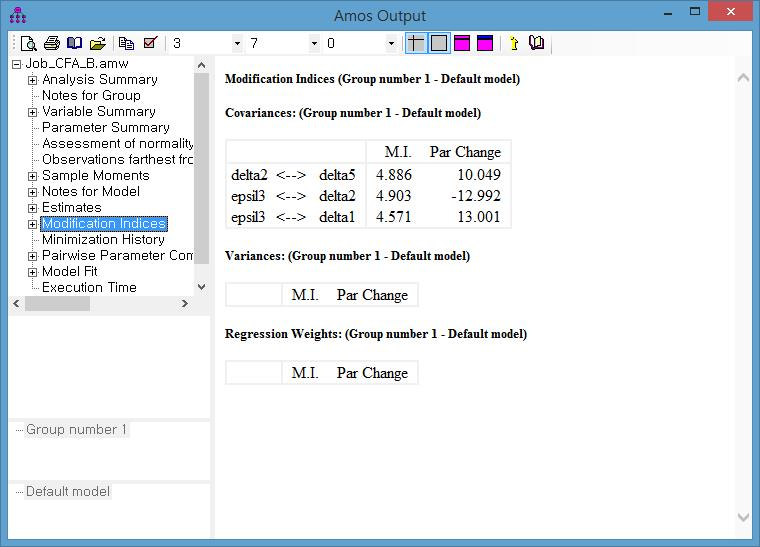 Amos Output
3 7 0
Job_CFA_B.amw
Analysis Summary
Notes for Group
Variable Summary
Parameter Summary
Assessment of normality
Observations farthest frc
Sample Moments
Notes for Model
Estimates
Modification Indices
Minimization History
Pairwise Parameter Com
Model Fit
Execution Time
Group number 1
Default model
Modification Indices (Group number 1 - Default model)
Covariances: (Group number 1 - Default model)
M.I. Par Change
delta2 <--> delta5 4.886 10.049
epsil3 <--> delta2 4.903 -12.992
epsil3 <--> delta1 4.571 13.001
Variances: (Group number 1 - Default model)
M.I. Par Change
Regression Weights: (Group number 1 - Default model)
M.I. Par Change